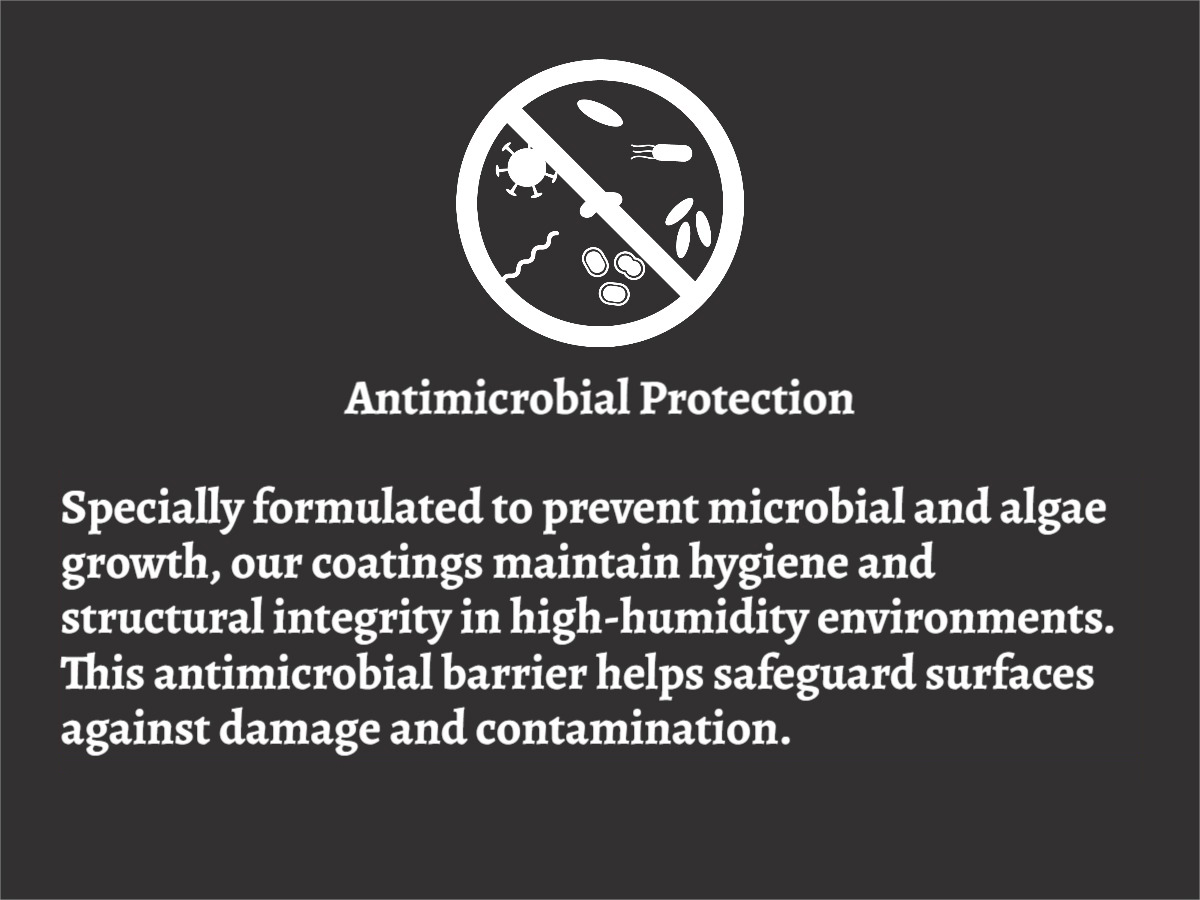 Antimicrobial Protection
Specially formulated to prevent microbial and algae
growth, our coatings maintain hygiene and
structural integrity in high-humidity environments.
This antimicrobial barrier helps safeguard surfaces
against damage and contamination.